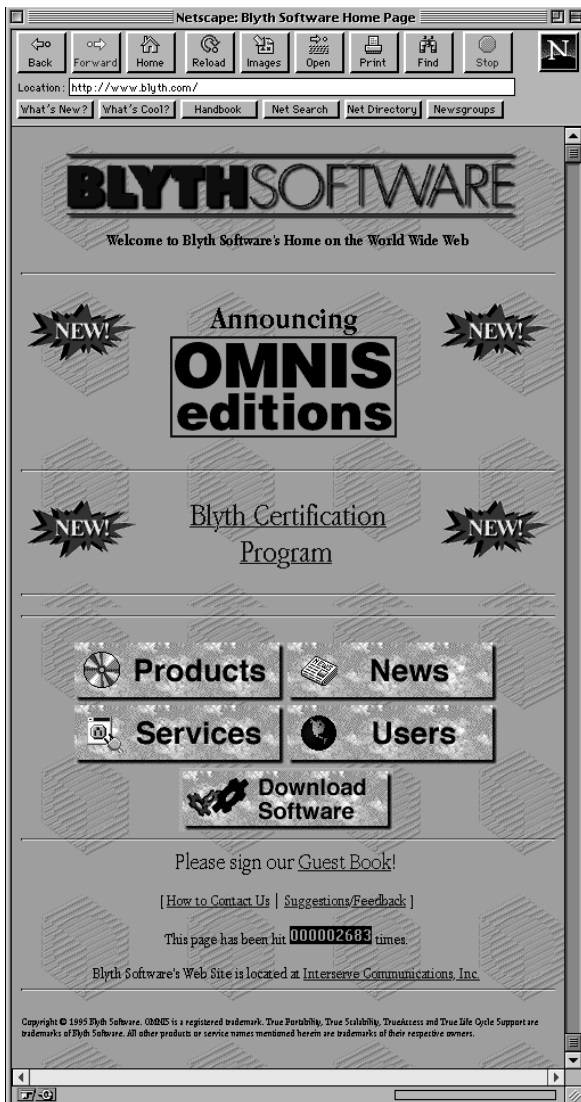 Netscape: Blyth Software Home Page
Back Forward Home Reload Images Open Print Find Stop N
Location: http://www.blyth.com/
What's New? What's Cool? Handbook Net Search Net Directory Newsgroups
BLYTHSOFTWARE
Welcome to Blyth Software's Home on the World Wide Web
NEW! Announcing NEW!
OMNIS
editions
NEW! Blyth Certification NEW!
Program
Products News
Services Users
Download
Software
Please sign our Guest Book!
[ How to Contact Us | Suggestions/Feedback ]
This page has been hit 000002683 times.
Blyth Software's Web Site is located at Interserve Communications, Inc.
Copyright © 1995 Blyth Software. OMNIS is a registered trademark. True Portability, True Scalability, TrueAccess and True Life Cycle Support are
trademarks of Blyth Software. All other products or service names mentioned herein are trademarks of their respective owners.